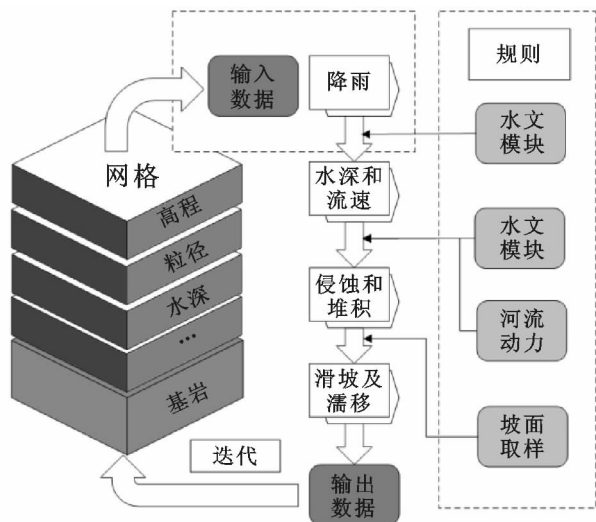 输入
数据
降雨
规则
水文
模块
网格
高程
粒径
水深
...
基岩
水深和
流速
水文
模块
侵蚀和
堆积
河流
动力
滑坡及
濡移
坡面
取样
迭代
输出
数据